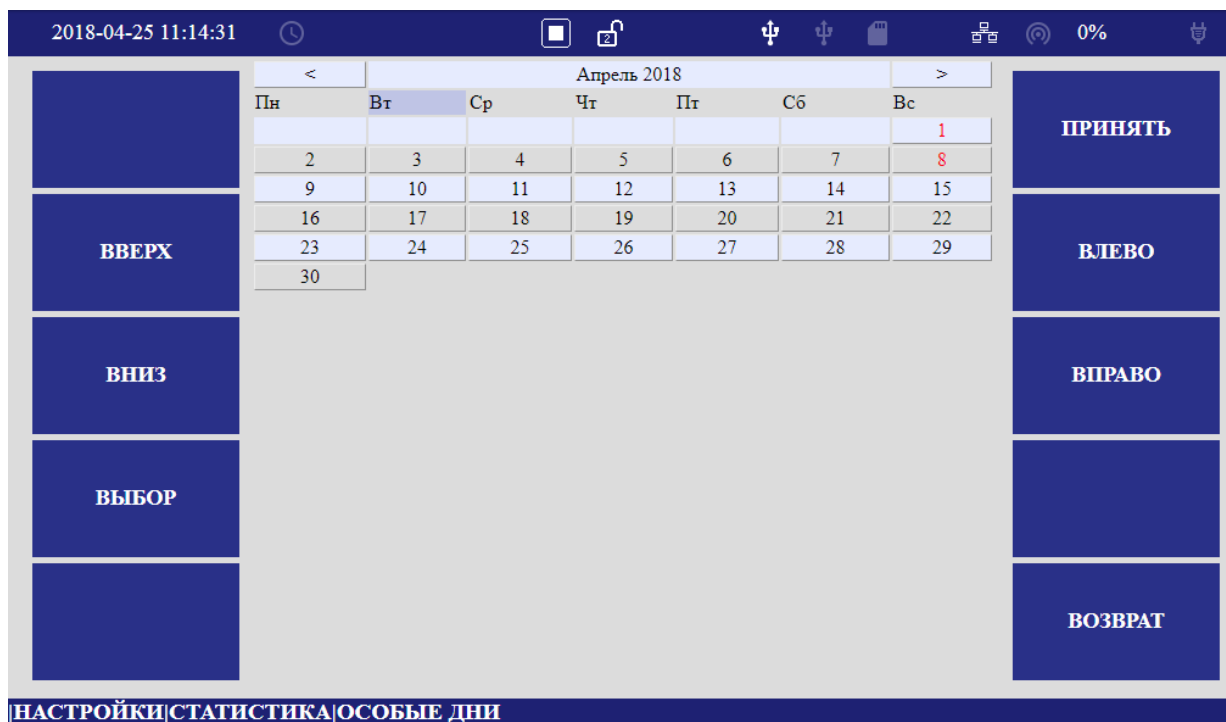 2018-04-25 11:14:31 2 0%
< Апрель 2018 >
Пн Вт Ср Чт Пт Сб Вс
1
2 3 4 5 6 7 8
9 10 11 12 13 14 15
16 17 18 19 20 21 22
23 24 25 26 27 28 29
30
ВВЕРХ
ВНИЗ
ВЫБОР
ПРИНЯТЬ
ВЛЕВО
ВПРАВО
ВОЗВРАТ
|НАСТРОЙКИ|СТАТИСТИКА|ОСОБЫЕ ДНИ